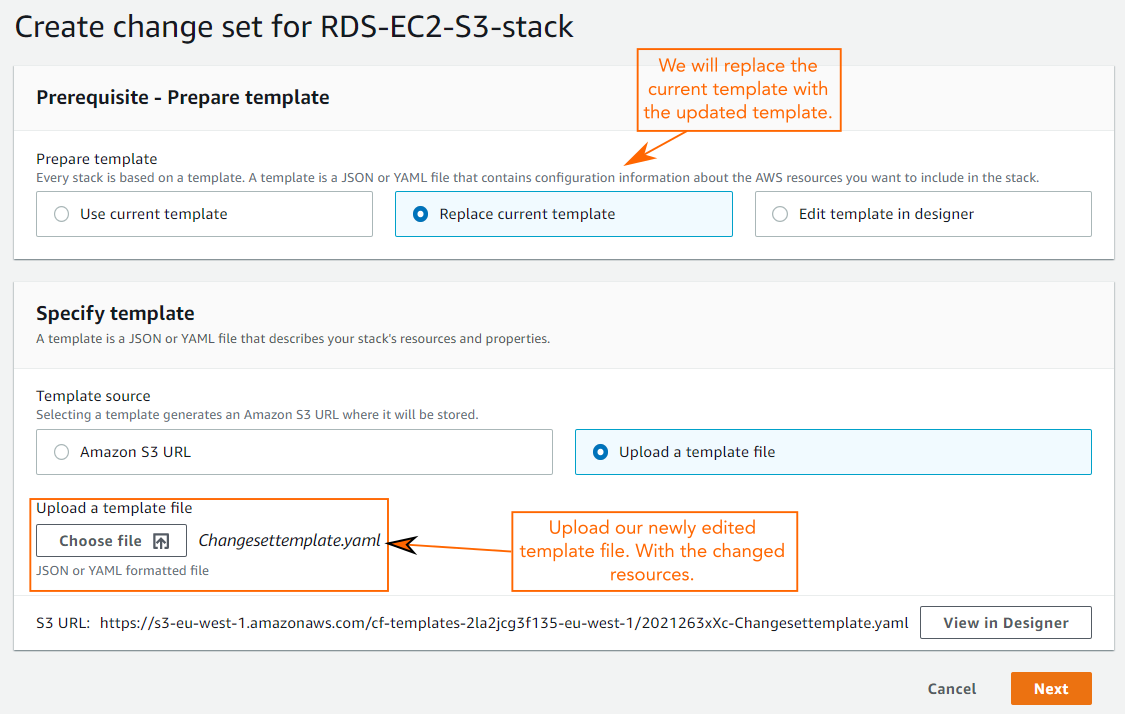 Create change set for RDS-EC2-S3-stack
We will replace the
current template with
the updated template.
Prerequisite - Prepare template
Prepare template
Every stack is based on a template. A template is a JSON or YAML file that contains configuration information about the AWS resources you want to include in the stack.
Use current template
Replace current template
Edit template in designer
Specify template
A template is a JSON or YAML file that describes your stack's resources and properties.
Template source
Selecting a template generates an Amazon S3 URL where it will be stored.
Amazon S3 URL
Upload a template file
Upload a template file
Choose file
Changesettemplate.yaml
JSON or YAML formatted file
Upload our newly edited
template file. With the changed
resources.
S3 URL: https://s3-eu-west-1.amazonaws.com/cf-templates-2la2jcg3f135-eu-west-1/2021263xXc-Changesettemplate.yaml
View in Designer
Cancel
Next